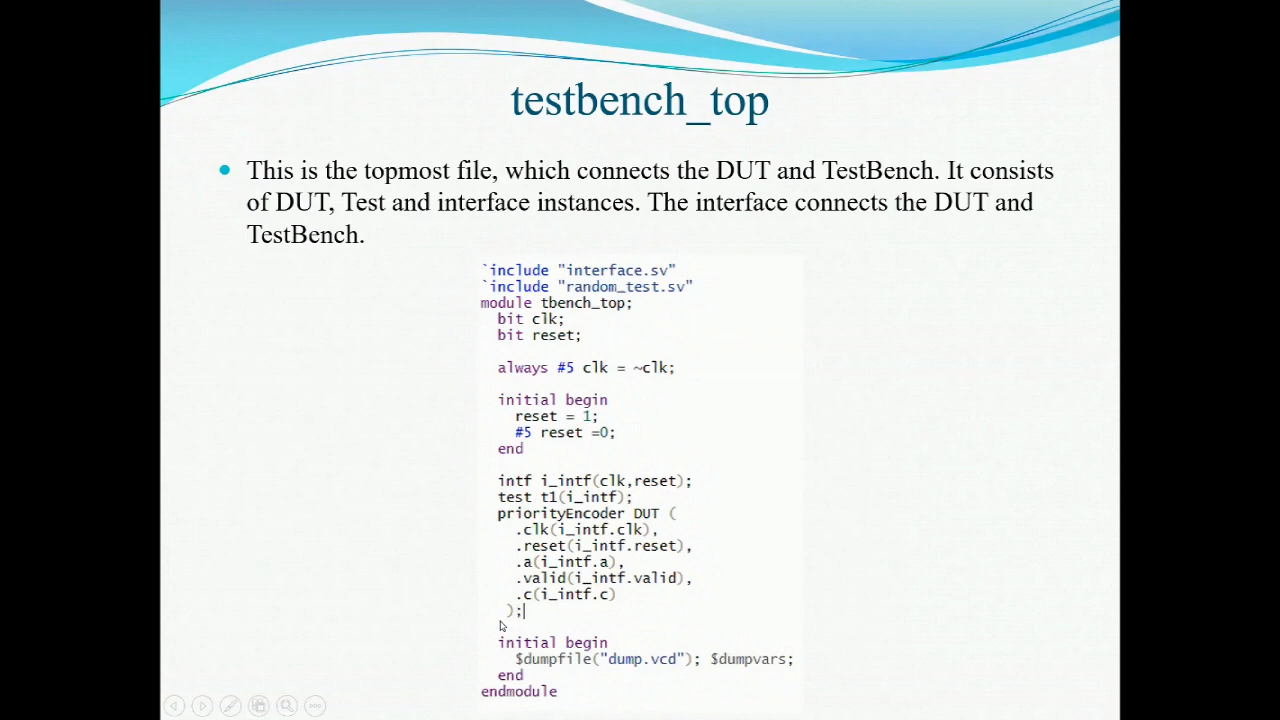 testbench_top
This is the topmost file, which connects the DUT and TestBench. It consists
of DUT, Test and interface instances. The interface connects the DUT and
TestBench.
`include "interface.sv"
`include "random_test.sv"
module tbench_top;
bit clk;
bit reset;
always #5 clk = ~clk;
initial begin
reset = 1;
#5 reset =0;
end
intf i_intf(clk,reset);
test t1(i_intf);
priorityEncoder DUT (
.clk(i_intf.clk),
.reset(i_intf.reset),
.a(i_intf.a),
.valid(i_intf.valid),
.c(i_intf.c)
);
initial begin
$dumpfile("dump.vcd"); $dumpvars;
end
endmodule